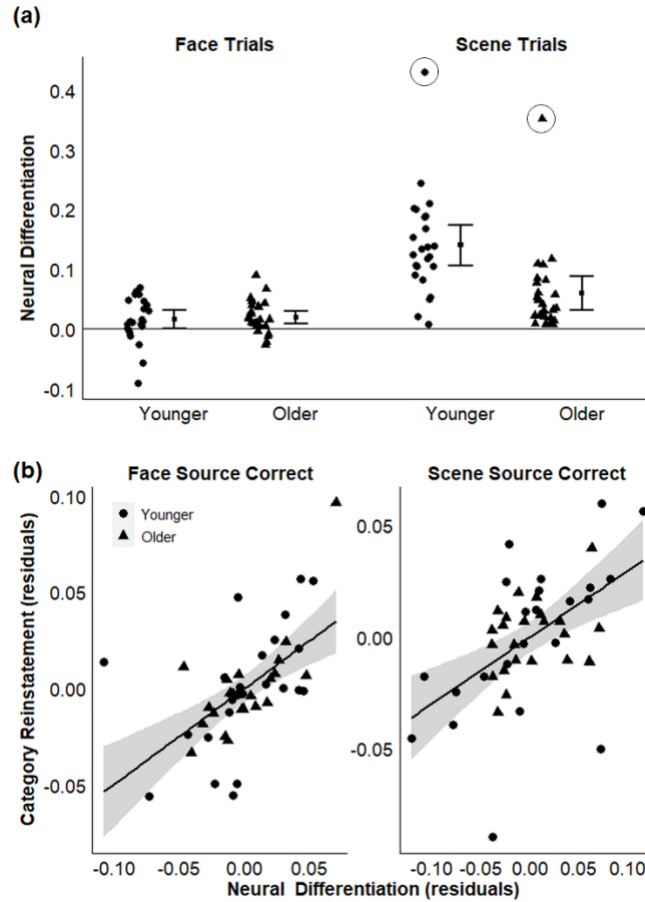 (a)
Face Trials Scene Trials
Neural Differentiation
0.4
0.3
0.2
0.1
0.0
-0.1
Younger Older Younger Older
(b)
Face Source Correct Scene Source Correct
Category Reinstatement (residuals)
Younger
Older
0.10
0.05
0.00
-0.05
0.05
0.00
-0.05
-0.10 -0.05 0.00 0.05 -0.10 -0.05 0.00 0.05 0.10
Neural Differentiation (residuals)